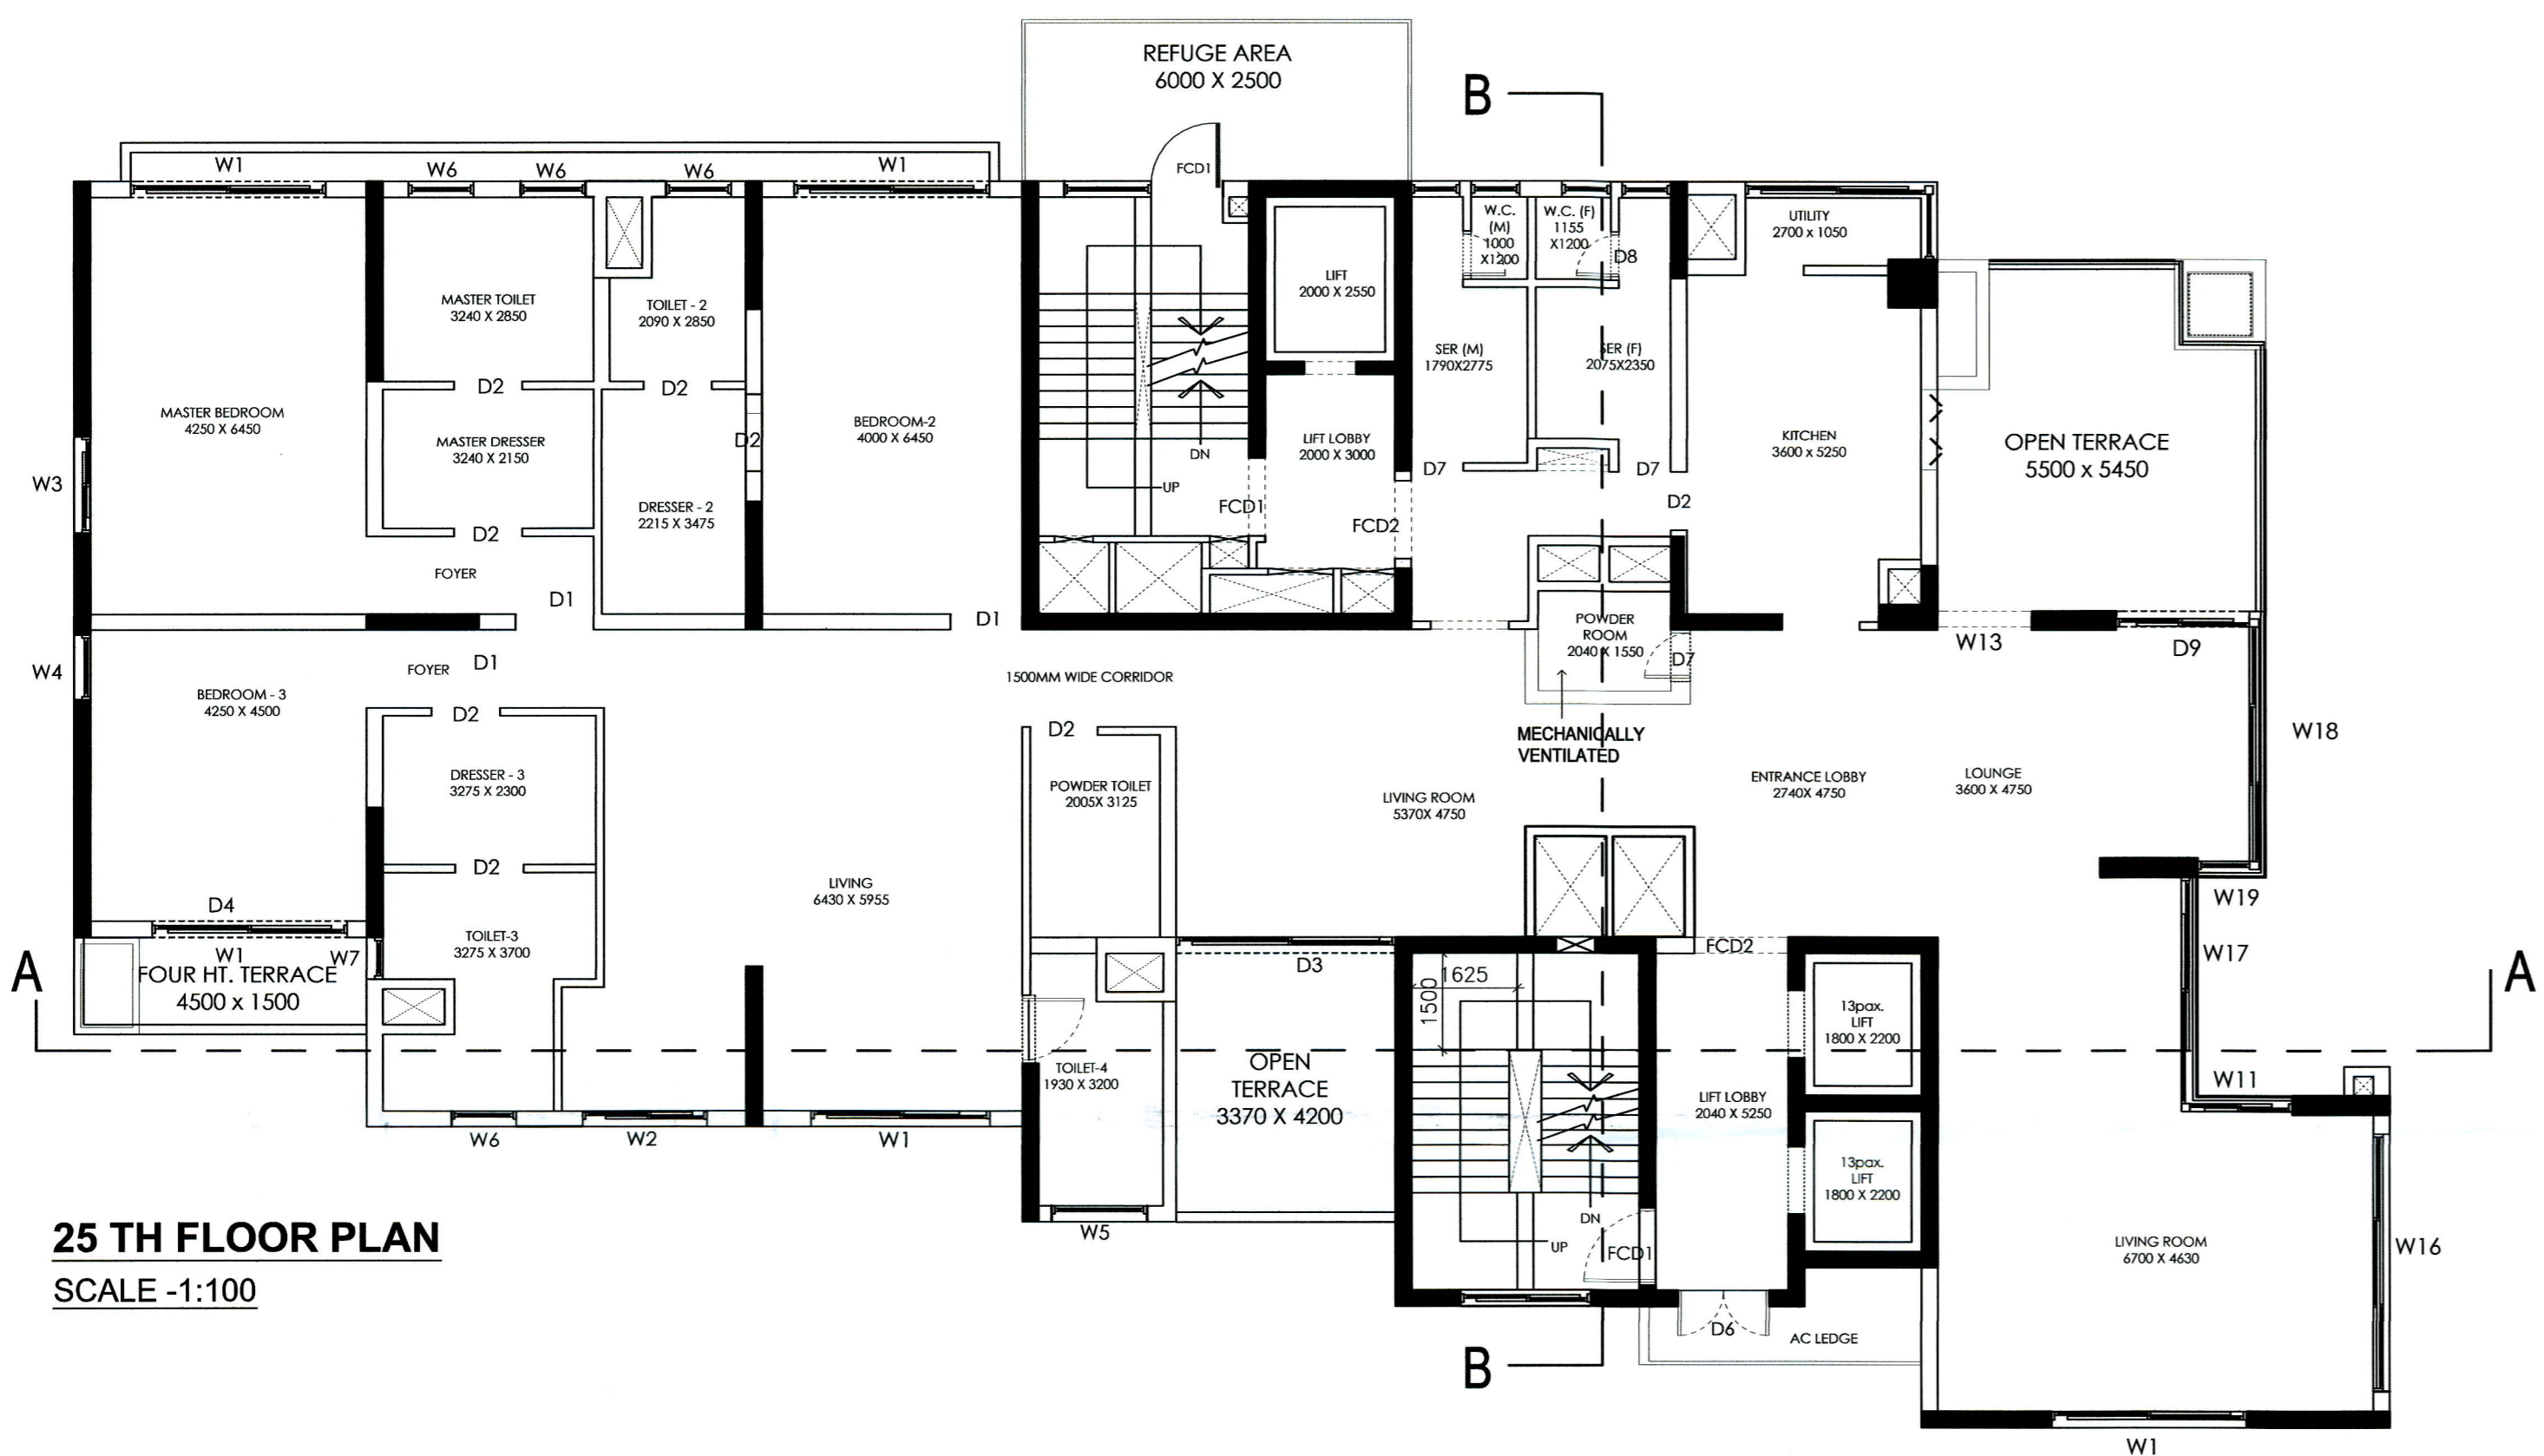 REFUGE AREA
6000 X 2500
B
W1
W6
W6
W6
W1
FCD1
W.C.
(M)
1000
X1200
W.C. (F)
1155
X1200
D8
UTILITY
2700 x 1050
LIFT
2000 X 2550
MASTER TOILET
3240 X 2850
TOILET - 2
2090 X 2850
SER (M)
1790X2775
SER (F)
2075X2350
D2
D2
MASTER BEDROOM
4250 X 6450
MASTER DRESSER
3240 X 2150
D2
BEDROOM-2
4000 X 6450
LIFT LOBBY
2000 X 3000
KITCHEN
3600 x 5250
OPEN TERRACE
5500 x 5450
DN
UP
D7
D7
W3
DRESSER - 2
2215 X 3475
FCD1
FCD2
D2
D2
FOYER
D1
D1
POWDER
ROOM
2040 X 1550
D7
W13
D9
W4
FOYER
D1
1500MM WIDE CORRIDOR
BEDROOM - 3
4250 X 4500
D2
D2
MECHANICALLY
VENTILATED
W18
DRESSER - 3
3275 X 2300
POWDER TOILET
2005X 3125
LIVING ROOM
5370X 4750
ENTRANCE LOBBY
2740X 4750
LOUNGE
3600 X 4750
D2
LIVING
6430 X 5955
D4
W19
W1
W7
TOILET-3
3275 X 3700
FCD2
W17
A
FOUR HT. TERRACE
4500 x 1500
D3
1625
1500
A
13pax.
LIFT
1800 X 2200
TOILET-4
1930 X 3200
OPEN
TERRACE
3370 X 4200
LIFT LOBBY
2040 X 5250
W11
W6
W2
W1
13pax.
LIFT
1800 X 2200
W5
DN
UP
FCD1
LIVING ROOM
6700 X 4630
W16
25 TH FLOOR PLAN
SCALE -1:100
D6
AC LEDGE
B
W1